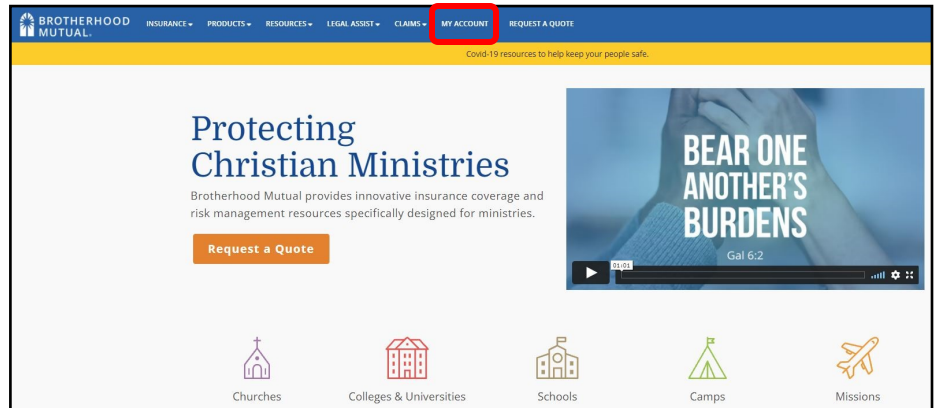 BROTHERHOOD
MUTUAL.
INSURANCE PRODUCTS RESOURCES LEGAL ASSIST CLAIMS MY ACCOUNT REQUEST A QUOTE
Covid-19 resources to help keep your people safe.
Protecting
Christian Ministries
Brotherhood Mutual provides innovative insurance coverage and
risk management resources specifically designed for ministries.
Request a Quote
BEAR ONE
ANOTHER'S
BURDENS
Gal 6:2
01:01
Churches Colleges & Universities Schools Camps Missions